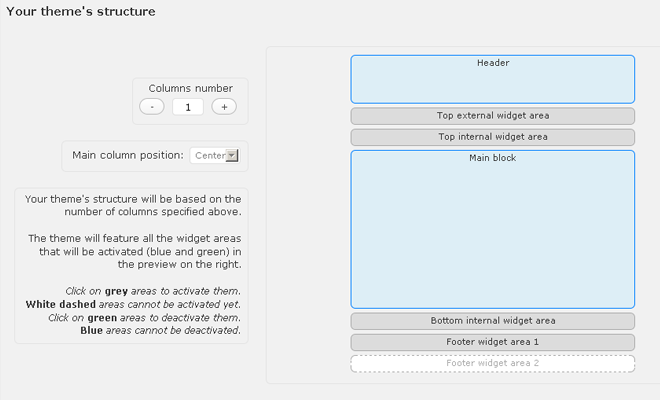 Your theme's structure
Columns number
- 1 +
Main column position: Center
Your theme's structure will be based on the
number of columns specified above.
The theme will feature all the widget areas
that will be activated (blue and green) in
the preview on the right.
Click on grey areas to activate them.
White dashed areas cannot be activated yet.
Click on green areas to deactivate them.
Blue areas cannot be deactivated.
Header
Top external widget area
Top internal widget area
Main block
Bottom internal widget area
Footer widget area 1
Footer widget area 2